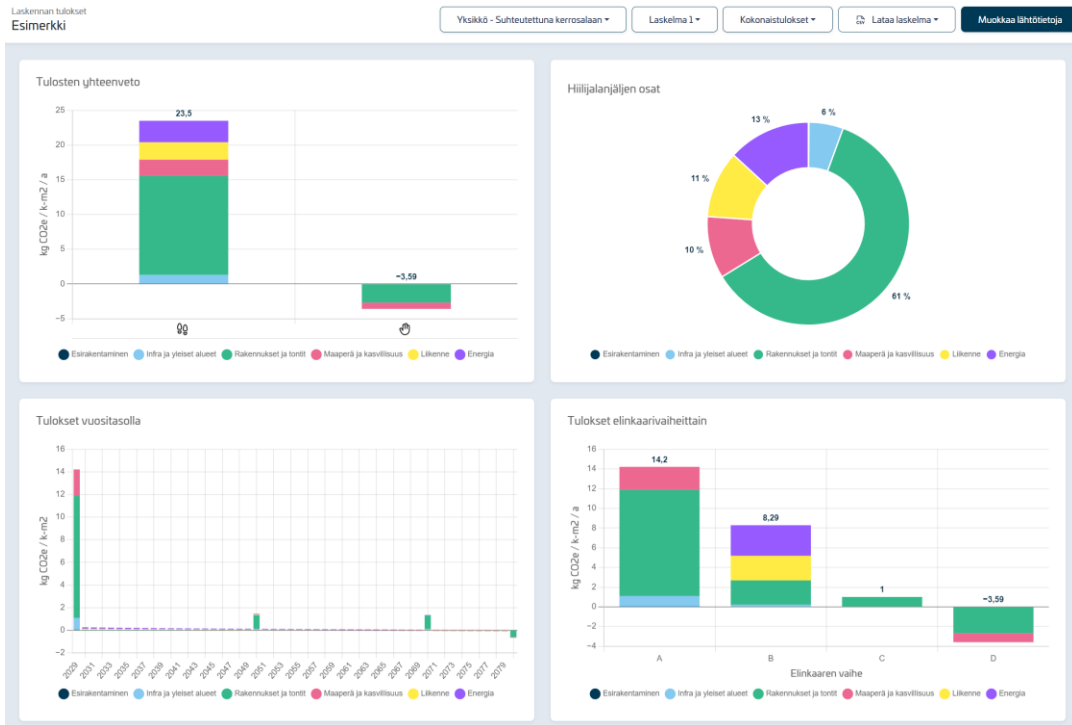 Laskennan tulokset
Esimerkki
Yksikkö - Suhteutettuna kerrosalaan
Laskelma 1
Kokonaistulokset
CSV Lataa laskelma
Muokkaa lähtötietoja
Tulosten yhteenveto
25
20
15
10
5
0
−5
kg CO2e / k-m2 / a
23,5
−3,59
Esirakentaminen Infra ja yleiset alueet Rakennukset ja tontit Maaperä ja kasvillisuus Liikenne Energia
Hiilijalanjäljen osat
6 %
13 %
11 %
10 %
61 %
Esirakentaminen Infra ja yleiset alueet Rakennukset ja tontit Maaperä ja kasvillisuus Liikenne Energia
Tulokset vuositasolla
16
14
12
10
8
6
4
2
0
−2
kg CO2e / k-m2
2029 2031 2033 2035 2037 2039 2041 2043 2045 2047 2049 2051 2053 2055 2057 2059 2061 2063 2065 2067 2069 2071 2073 2075 2077 2079
Esirakentaminen Infra ja yleiset alueet Rakennukset ja tontit Maaperä ja kasvillisuus Liikenne Energia
Tulokset elinkaarivaiheittain
16
14
12
10
8
6
4
2
0
−2
−4
kg CO2e / k-m2 / a
14,2
8,29
1
−3,59
A B C D
Elinkaaren vaihe
Esirakentaminen Infra ja yleiset alueet Rakennukset ja tontit Maaperä ja kasvillisuus Liikenne Energia